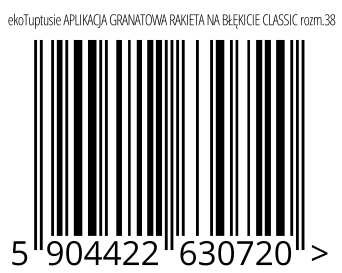 ekoTuptusie APLIKACJA GRANATOWA RAKIETA NA BŁĘKICIE CLASSIC rozm.38
5 904422 630720 >